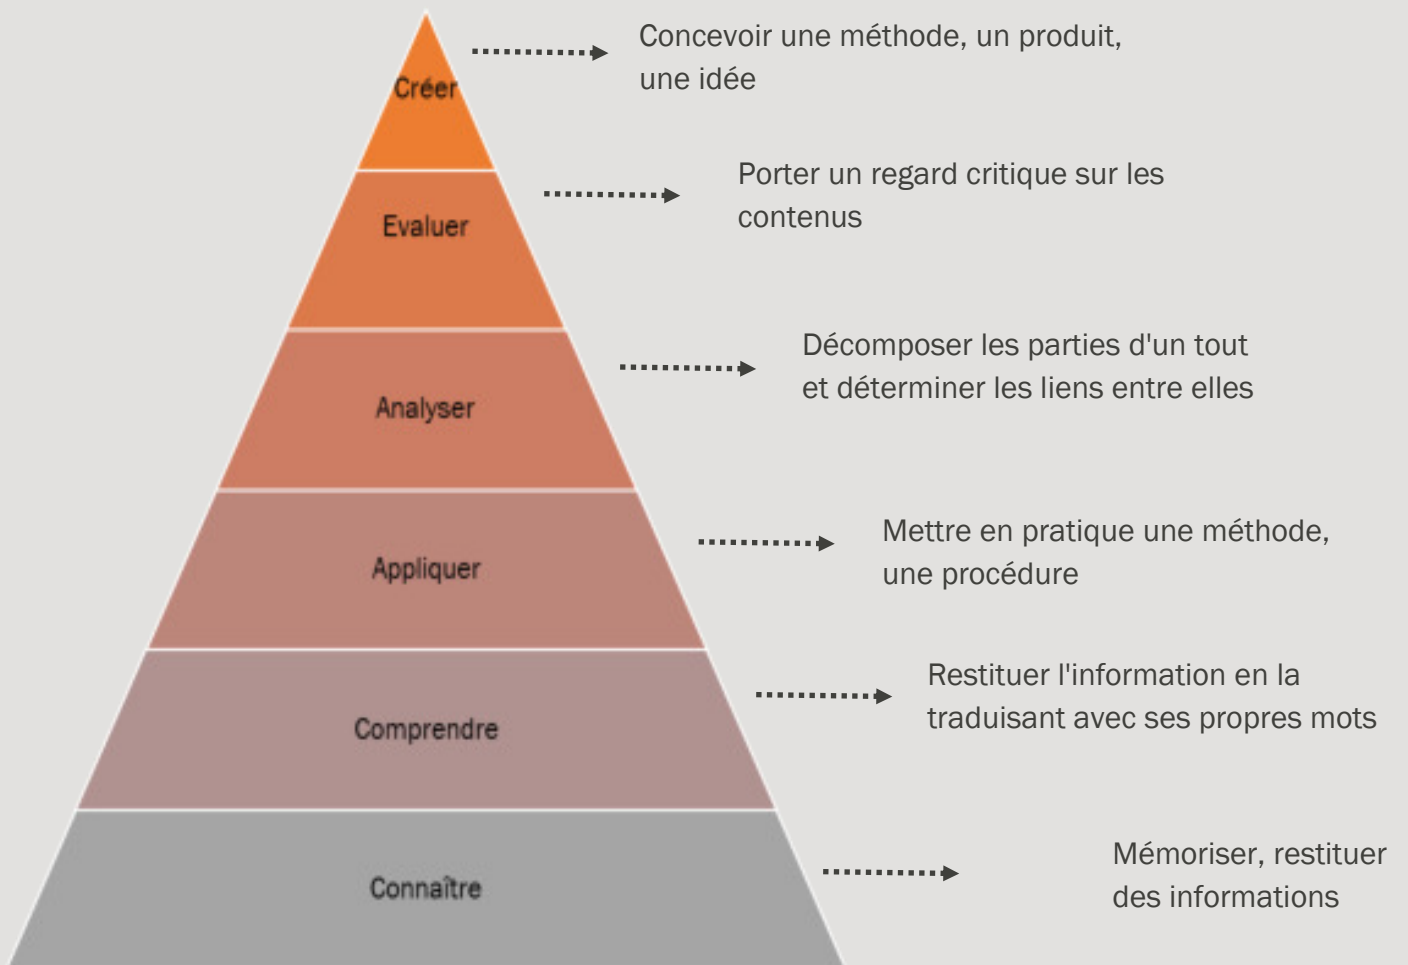 Créer
Concevoir une méthode, un produit,
une idée
Evaluer
Porter un regard critique sur les
contenus
Analyser
Décomposer les parties d'un tout
et déterminer les liens entre elles
Appliquer
Mettre en pratique une méthode,
une procédure
Comprendre
Restituer l'information en la
traduisant avec ses propres mots
Connaître
Mémoriser, restituer
des informations